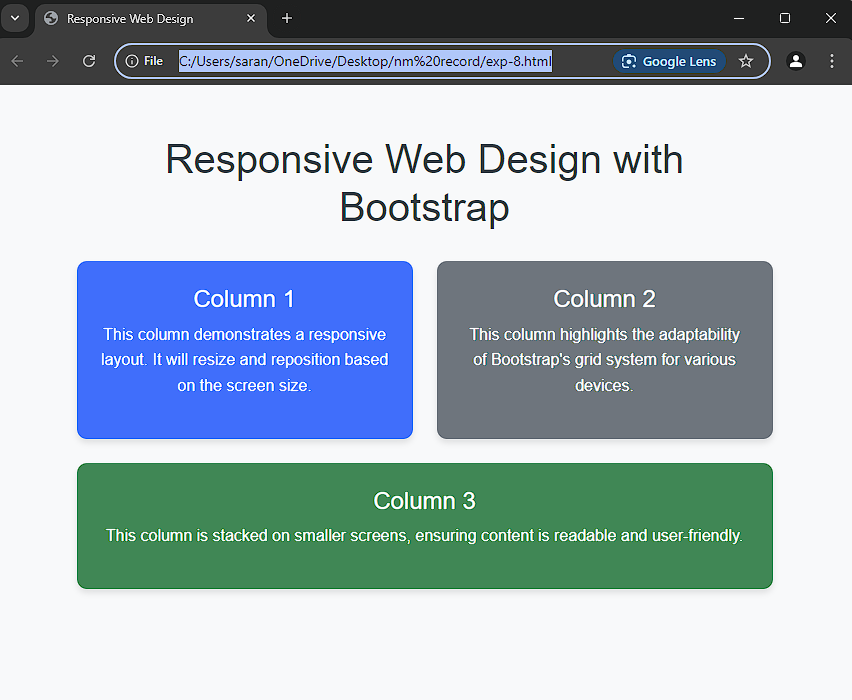 Responsive Web Design
File
C:/Users/saran/OneDrive/Desktop/nm%20record/exp-8.html
Google Lens
Responsive Web Design with
Bootstrap
Column 1
This column demonstrates a responsive
layout. It will resize and reposition based
on the screen size.
Column 2
This column highlights the adaptability
of Bootstrap's grid system for various
devices.
Column 3
This column is stacked on smaller screens, ensuring content is readable and user-friendly.